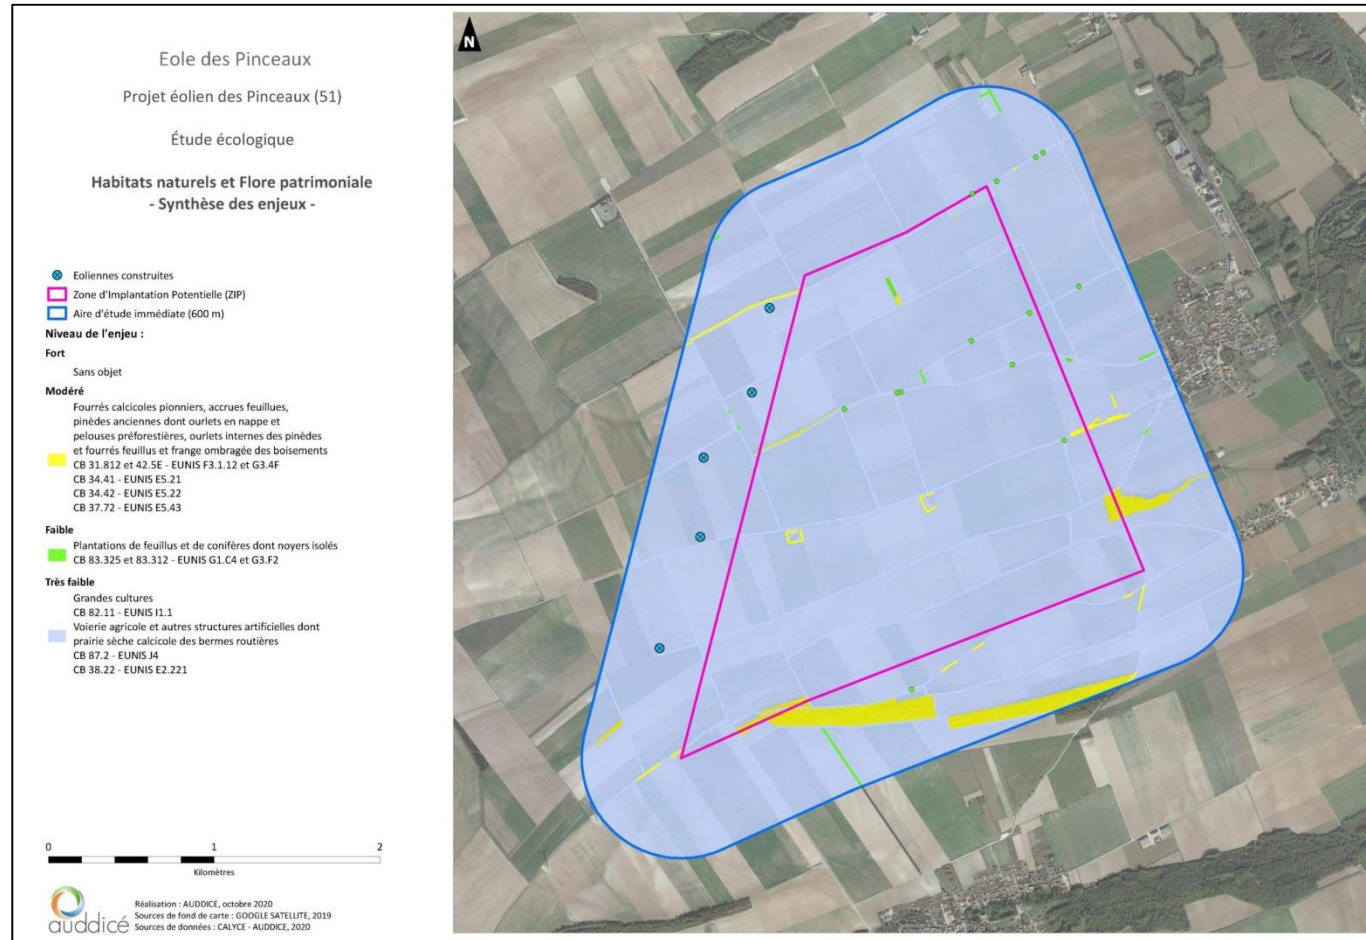 Eole des Pinceaux
Projet éolien des Pinceaux (51)
Étude écologique
Habitats naturels et Flore patrimoniale
- Synthèse des enjeux -
Eoliennes construites
Zone d'Implantation Potentielle (ZIP)
Aire d'étude immédiate (600 m)
Niveau de l'enjeu :
Fort
Sans objet
Modéré
Fourrés calcicoles pionniers, accrues feuillues,
pinèdes anciennes dont ourlets en nappe et
pelouses préforestières, ourlets internes des pinèdes
et fourrés feuillus et frange ombragée des boisements
CB 31.812 et 42.5E - EUNIS F3.1.12 et G3.4F
CB 34.41 - EUNIS E5.21
CB 34.42 - EUNIS E5.22
CB 37.72 - EUNIS E5.43
Faible
Plantations de feuillus et de conifères dont noyers isolés
CB 83.325 et 83.312 - EUNIS G1.C4 et G3.F2
Très faible
Grandes cultures
CB 82.11 - EUNIS I1.1
Voierie agricole et autres structures artificielles dont
prairie sèche calcicole des bermes routières
CB 87.2 - EUNIS J4
CB 38.22 - EUNIS E2.221
0 1 2
Kilomètres
auddicé
Réalisation : AUDDICE, octobre 2020
Sources de fond de carte : GOOGLE SATELLITE, 2019
Sources de données : CALYCE - AUDDICE, 2020
N